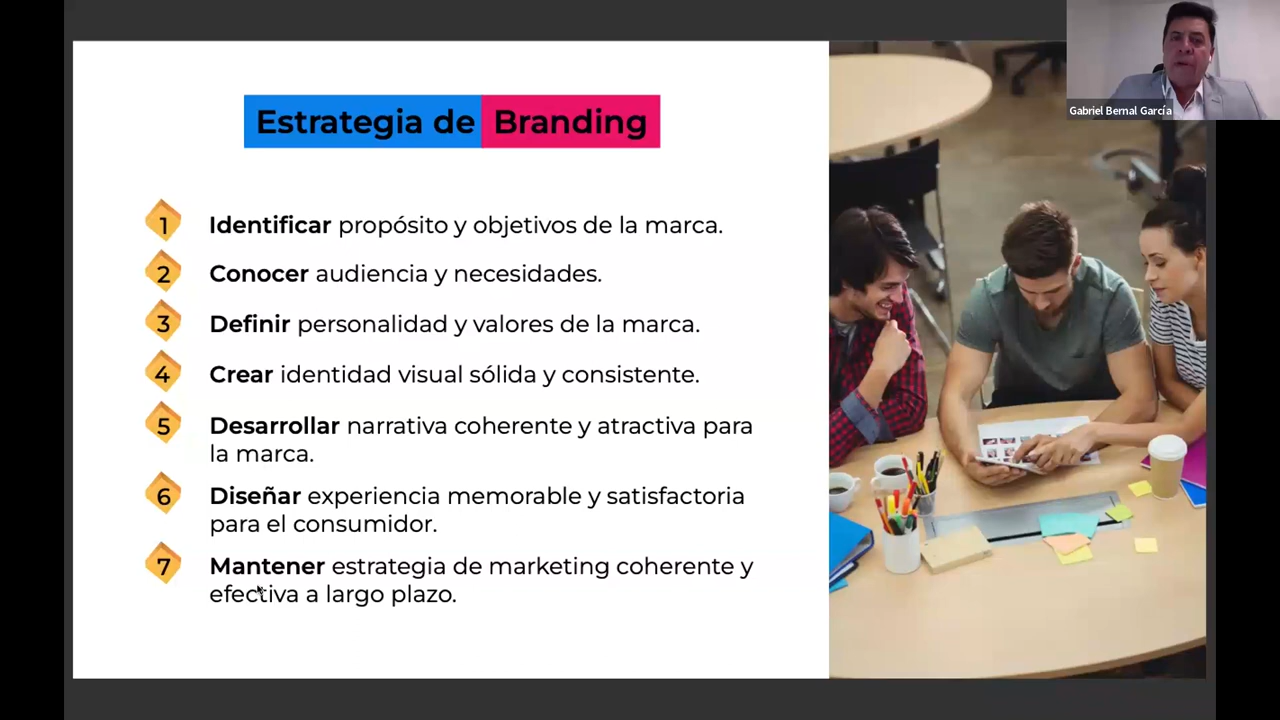 Gabriel Bernal García
Estrategia de Branding
1 Identificar propósito y objetivos de la marca.
2 Conocer audiencia y necesidades.
3 Definir personalidad y valores de la marca.
4 Crear identidad visual sólida y consistente.
5 Desarrollar narrativa coherente y atractiva para
la marca.
6 Diseñar experiencia memorable y satisfactoria
para el consumidor.
7 Mantener estrategia de marketing coherente y
efectiva a largo plazo.